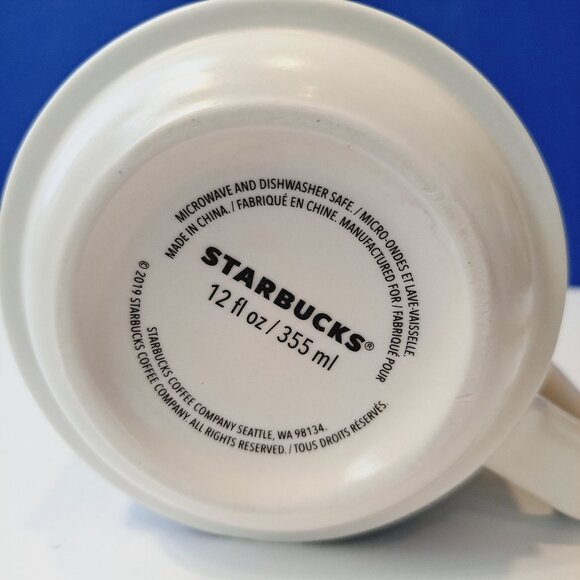 MICROWAVE AND DISHWASHER SAFE. / MICRO-ONDES ET LAVE-VAISSELLE.
MADE IN CHINA. / FABRIQUÉ EN CHINE. MANUFACTURED FOR / FABRIQUÉ POUR
STARBUCKS®
12 fl oz / 355 ml
STARBUCKS COFFEE COMPANY SEATTLE, WA 98134.
© 2019 STARBUCKS COFFEE COMPANY. ALL RIGHTS RESERVED. / TOUS DROITS RÉSERVÉS.